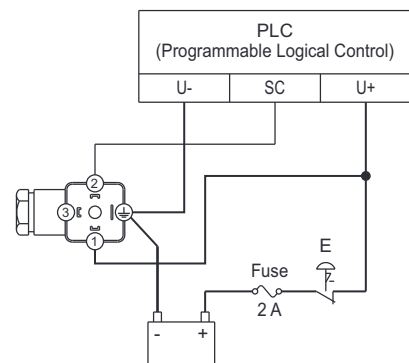 PLC
(Programmable Logical Control)
U-
SC
U+
2
3
1
E
Fuse
2 A
-
+